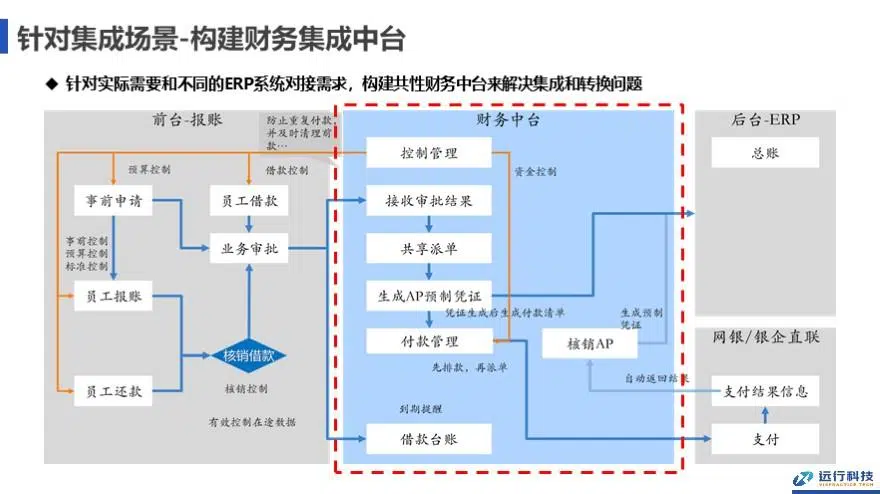 针对集成场景-构建财务集成中台
◆ 针对实际需要和不同的ERP系统对接需求，构建共性财务中台来解决集成和转换问题
前台-报账
防止重复付款，
并及时清理前
款…
财务中台
后台-ERP
控制管理
总账
预算控制
借款控制
资金控制
事前申请
员工借款
接收审批结果
事前控制
预算控制
标准控制
业务审批
共享派单
员工报账
生成AP预制凭证
凭证生成后生成付款清单
生成预制
凭证
核销借款
付款管理
核销AP
网银/银企直联
先排款，再派单
自动返回结果
员工还款
核销控制
支付结果信息
有效控制在途数据
到期提醒
借款台账
支付
远行科技
VISPRACTICE TECH